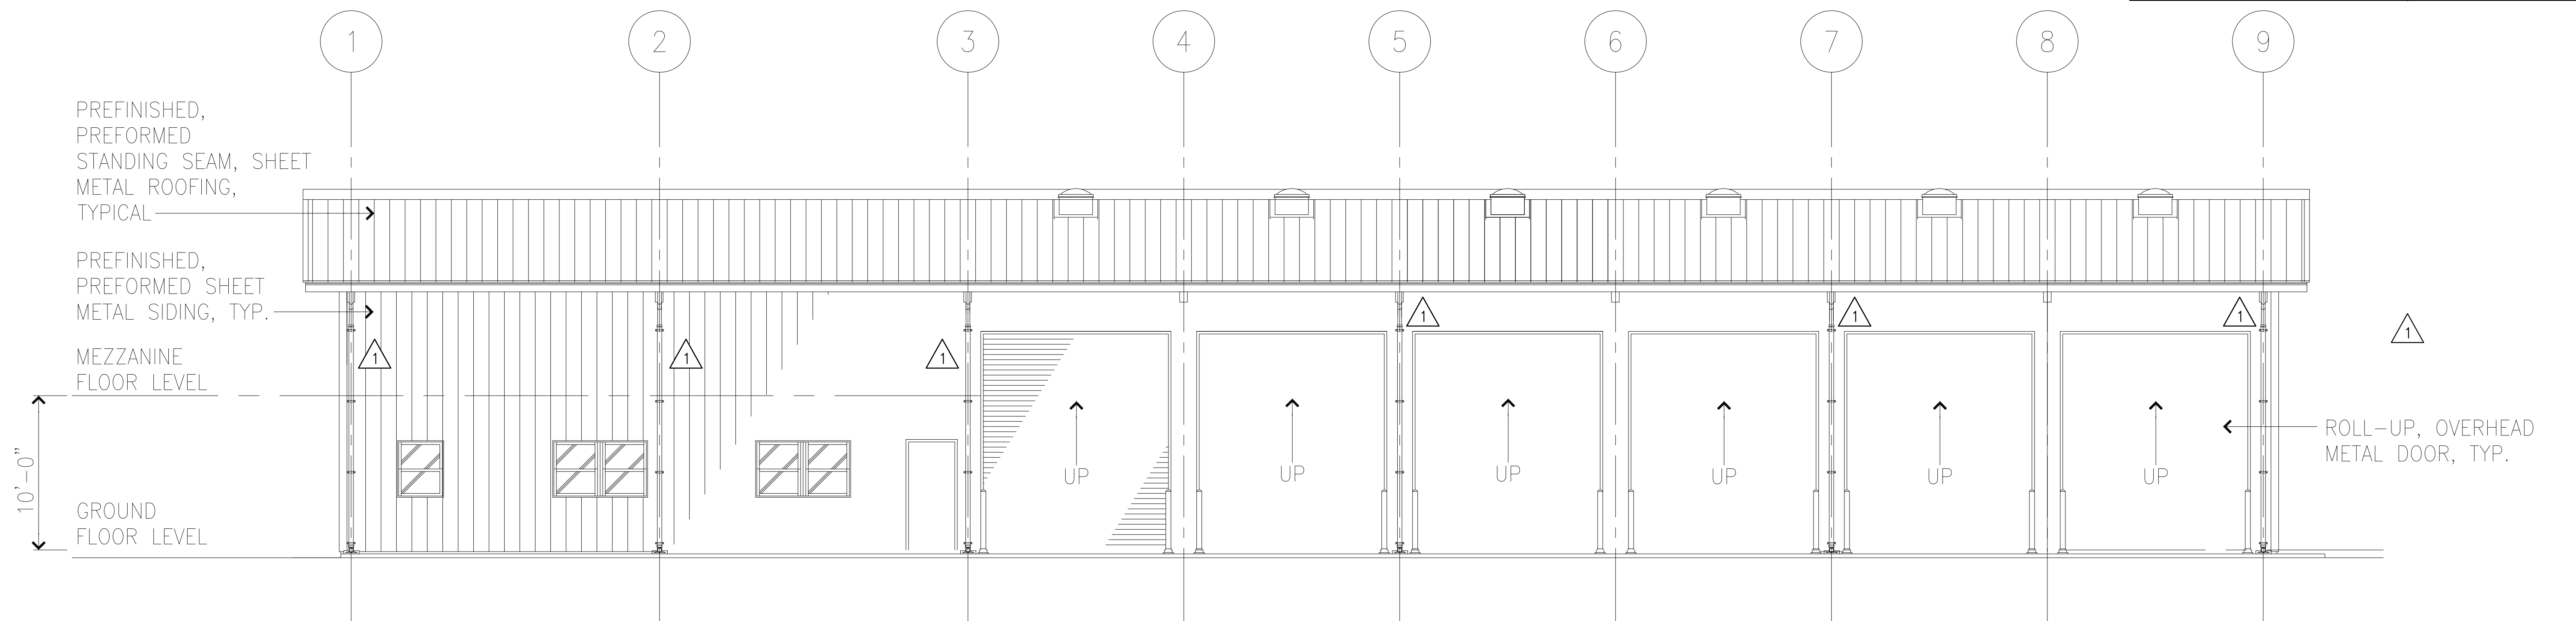 1 2 3 4 5 6 7 8 9
PREFINISHED,
PREFORMED
STANDING SEAM, SHEET
METAL ROOFING,
TYPICAL
PREFINISHED,
PREFORMED SHEET
METAL SIDING, TYP.
1 1 1
1 1 1
MEZZANINE
FLOOR LEVEL
1
10'-0"
GROUND
FLOOR LEVEL
UP UP UP UP UP UP
ROLL-UP, OVERHEAD
METAL DOOR, TYP.